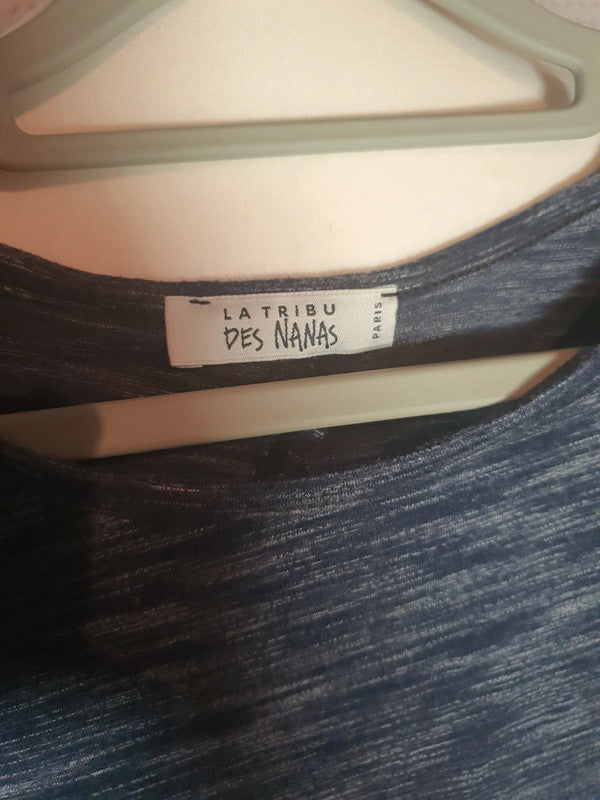 LA TRIBU
DES NANAS
PARIS